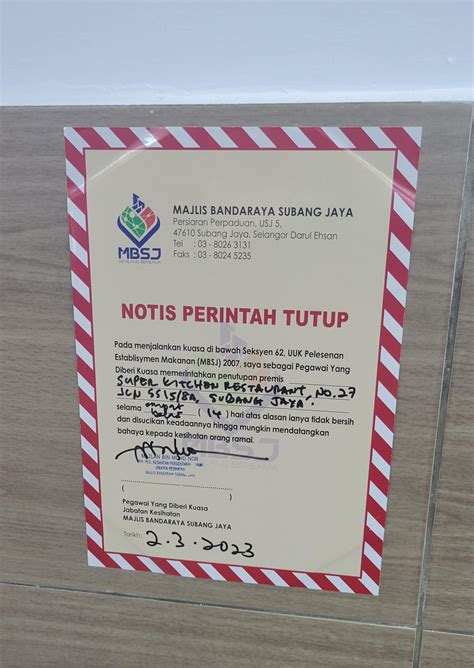 MBSJ
MAJLIS BANDARAYA SUBANG JAYA
Persiaran Perpaduan, USJ 5,
47610 Subang Jaya, Selangor Darul Ehsan
Tel : 03 - 8026 3131
Faks : 03 - 8024 5235
NOTIS PERINTAH TUTUP
Pada menjalankan kuasa di bawah Seksyen 62, UUK Pelesenan
Establisymen Makanan (MBSJ) 2007, saya sebagai Pegawai Yang
Diberi Kuasa memerintahkan penutupan premis
SUPER KITCHEN RESTAURANT, NO. 27
JLN SS15/8A, SUBANG JAYA.
selama empat belas (14) hari atas alasan ianya tidak bersih
dan disucikan keadaannya hingga mungkin mendatangkan
bahaya kepada kesihatan orang ramai.
Pegawai Yang Diberi Kuasa
Jabatan Kesihatan
MAJLIS BANDARAYA SUBANG JAYA
Tarikh: 2.3.2023